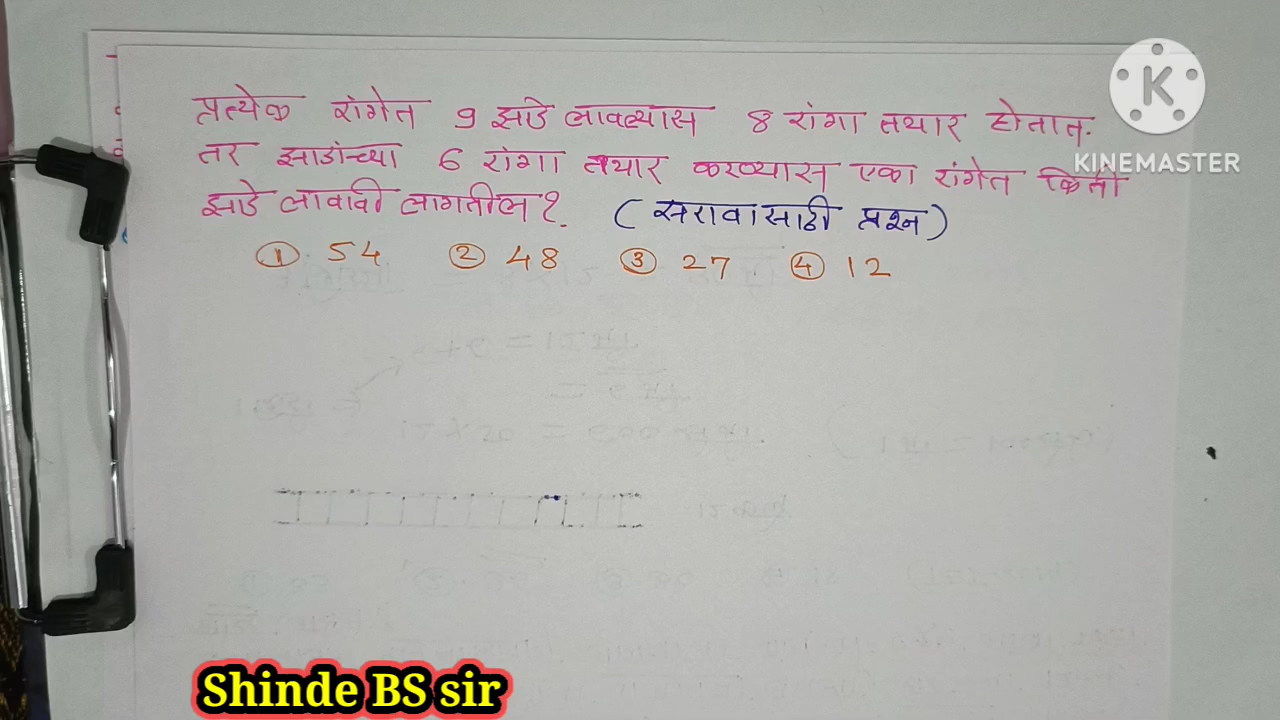 प्रत्येक रांगेत 9 झाडे लावल्यास 8 रांगा तयार होतात.
तर झाडांच्या 6 रांगा तयार करण्यास एका रांगेत किती
झाडे लावावी लागतील?. (सरावासाठी प्रश्न)
① 54 ② 48 ③ 27 ④ 12
K
KINEMASTER
Shinde BS sir